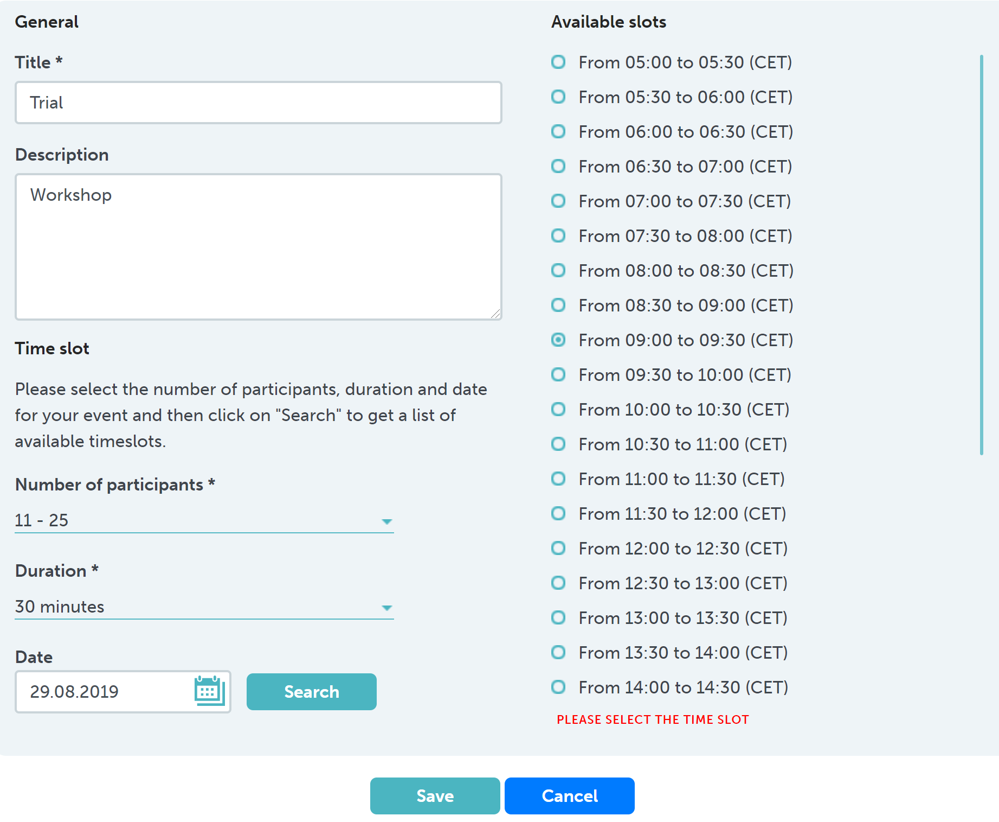 General
Title *
Trial
Description
Workshop
Time slot
Please select the number of participants, duration and date
for your event and then click on "Search" to get a list of
available timeslots.
Number of participants *
11 - 25
Duration *
30 minutes
Date
29.08.2019
Search
Available slots
From 05:00 to 05:30 (CET)
From 05:30 to 06:00 (CET)
From 06:00 to 06:30 (CET)
From 06:30 to 07:00 (CET)
From 07:00 to 07:30 (CET)
From 07:30 to 08:00 (CET)
From 08:00 to 08:30 (CET)
From 08:30 to 09:00 (CET)
From 09:00 to 09:30 (CET)
From 09:30 to 10:00 (CET)
From 10:00 to 10:30 (CET)
From 10:30 to 11:00 (CET)
From 11:00 to 11:30 (CET)
From 11:30 to 12:00 (CET)
From 12:00 to 12:30 (CET)
From 12:30 to 13:00 (CET)
From 13:00 to 13:30 (CET)
From 13:30 to 14:00 (CET)
From 14:00 to 14:30 (CET)
PLEASE SELECT THE TIME SLOT
Save
Cancel